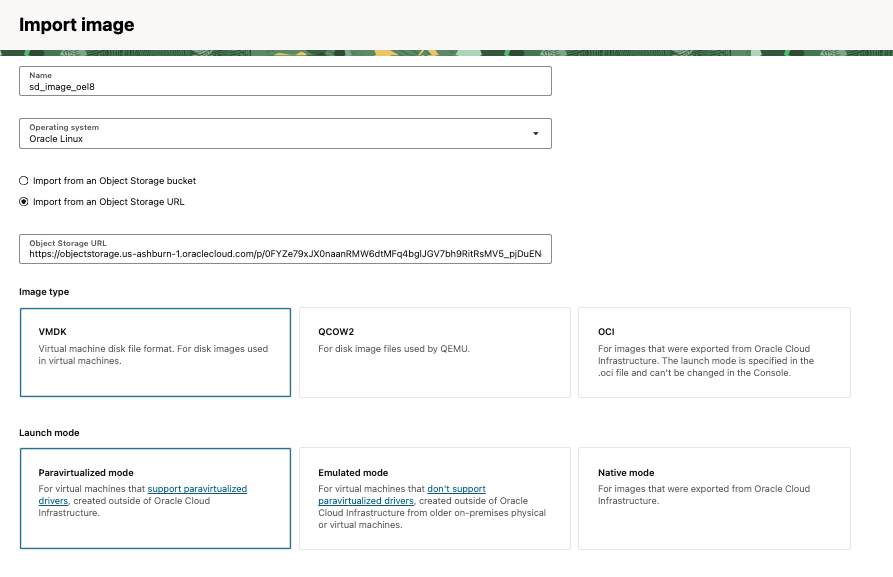 Import image
Name
sd_image_oel8
Operating system
Oracle Linux
Import from an Object Storage bucket
Import from an Object Storage URL
Object Storage URL
https://objectstorage.us-ashburn-1.oraclecloud.com/p/0FYZe79xJX0naanRMW6dtMFq4bglJGV7bh9RitRsMV5_pjDuEN
Image type
VMDK
Virtual machine disk file format. For disk images used
in virtual machines.
QCOW2
For disk image files used by QEMU.
OCI
For images that were exported from Oracle Cloud
Infrastructure. The launch mode is specified in the
.oci file and can't be changed in the Console.
Launch mode
Paravirtualized mode
For virtual machines that support paravirtualized
drivers, created outside of Oracle Cloud
Infrastructure.
Emulated mode
For virtual machines that don't support
paravirtualized drivers, created outside of Oracle
Cloud Infrastructure from older on-premises physical
or virtual machines.
Native mode
For images that were exported from Oracle Cloud
Infrastructure.